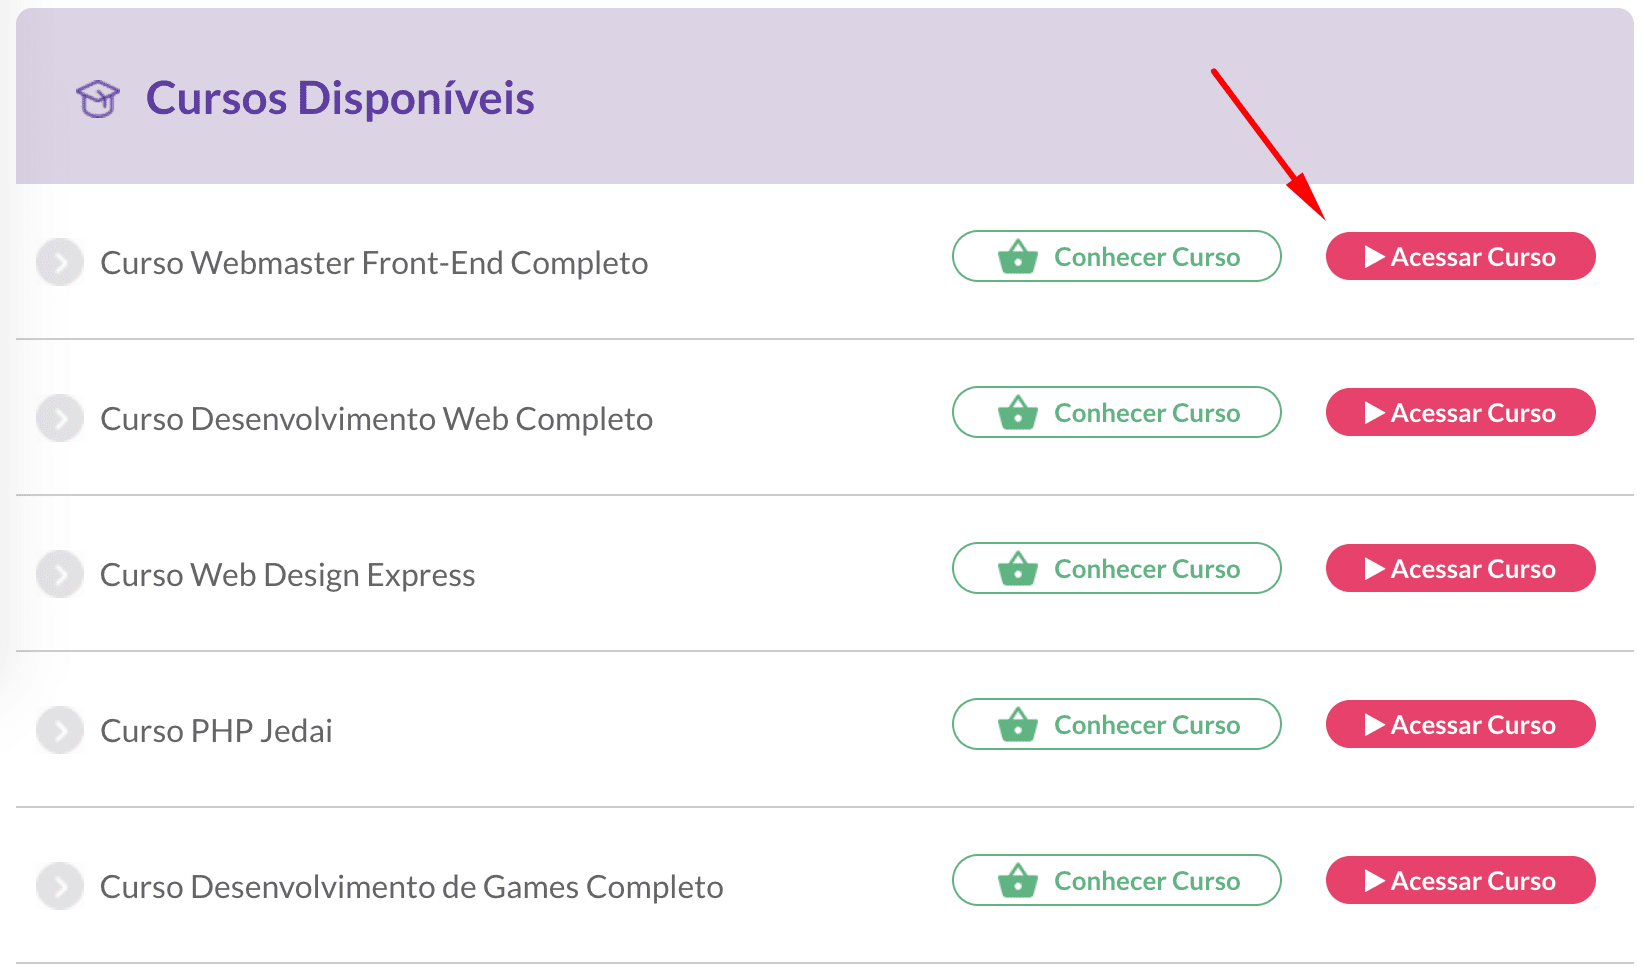 Cursos Disponíveis
Curso Webmaster Front-End Completo Conhecer Curso Acessar Curso
Curso Desenvolvimento Web Completo Conhecer Curso Acessar Curso
Curso Web Design Express Conhecer Curso Acessar Curso
Curso PHP Jedai Conhecer Curso Acessar Curso
Curso Desenvolvimento de Games Completo Conhecer Curso Acessar Curso